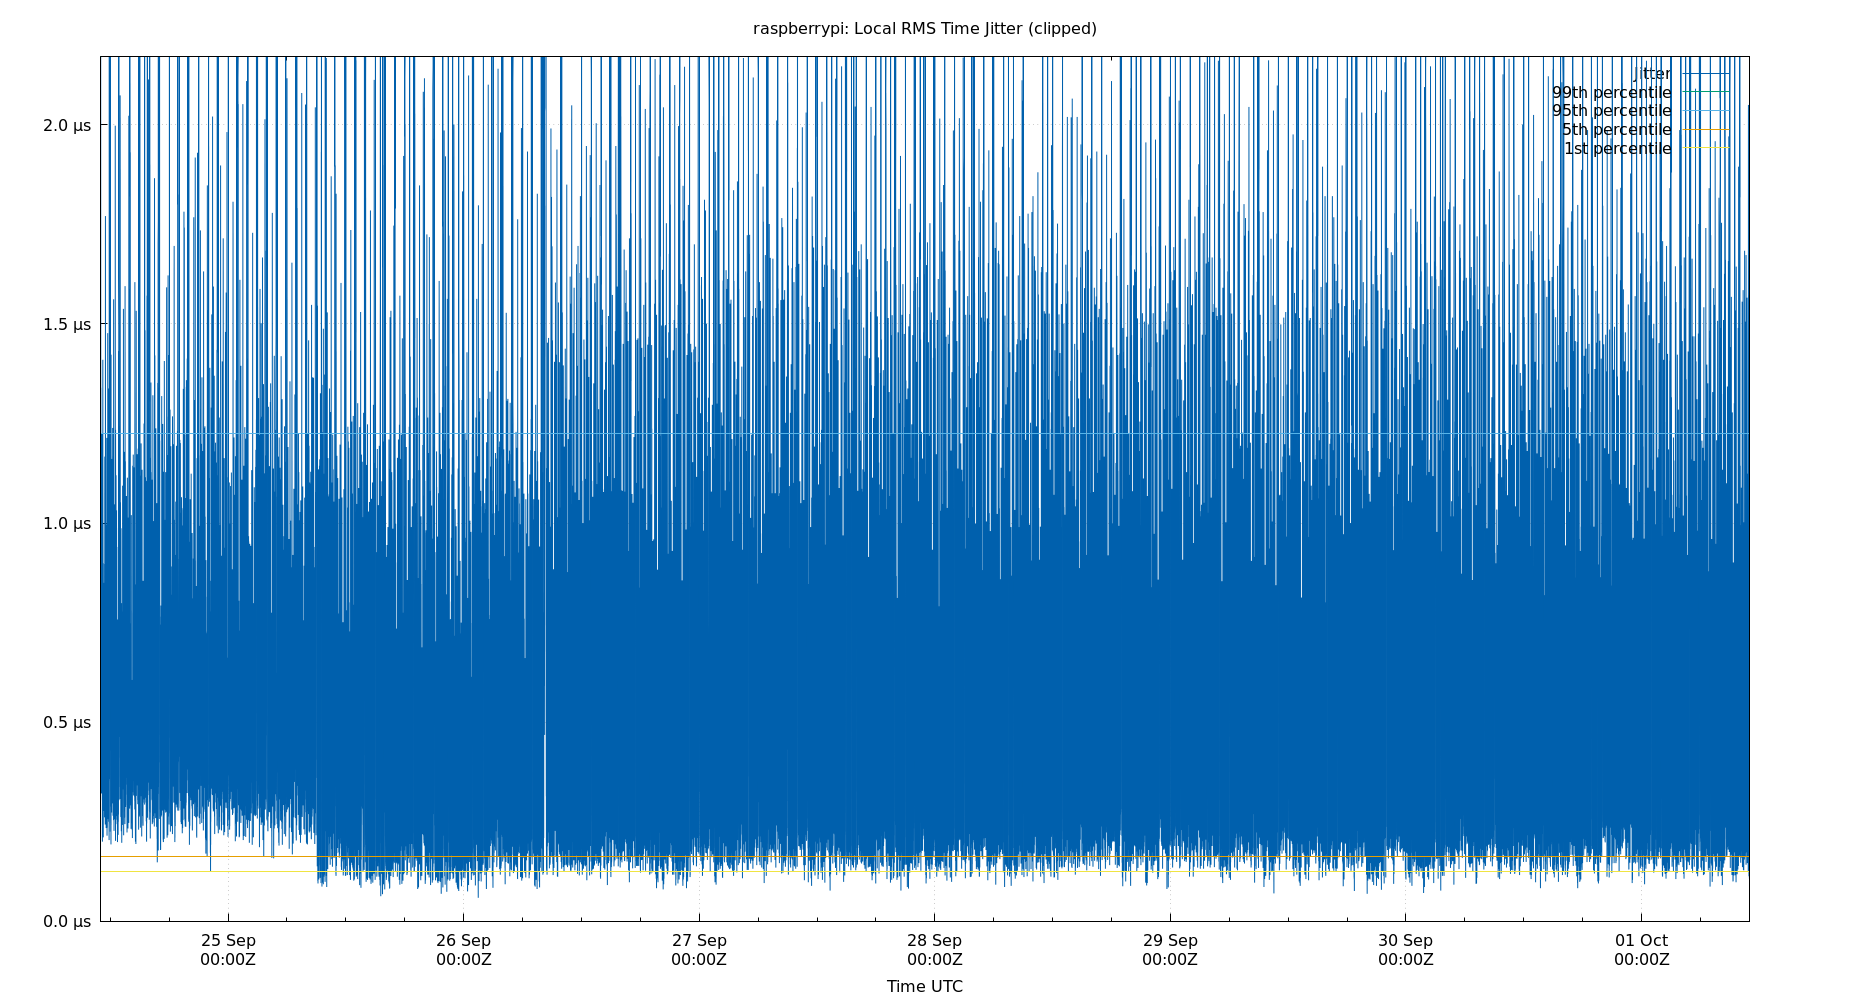 raspberrypi: Local RMS Time Jitter (clipped)
jitter
99th percentile
95th percentile
5th percentile
1st percentile
2.0 µs
1.5 µs
1.0 µs
0.5 µs
0.0 µs
25 Sep 26 Sep 27 Sep 28 Sep 29 Sep 30 Sep 01 Oct
00:00Z 00:00Z 00:00Z 00:00Z 00:00Z 00:00Z 00:00Z
Time UTC